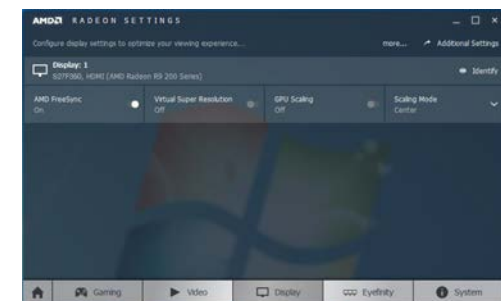 AMD RADEON SETTINGS
Configure display settings to optimize your viewing experience...
more... Additional Settings
Display: 1
S27F350, HDMI (AMD Radeon R9 200 Series)
Identify
AMD FreeSync
On
Virtual Super Resolution
Off
GPU Scaling
Off
Scaling Mode
Center
Gaming Video Display Eyefinity System